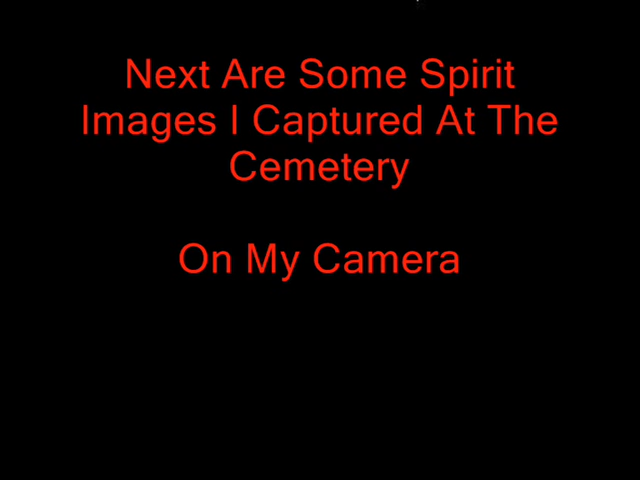 Next Are Some Spirit
Images I Captured At The
Cemetery
On My Camera